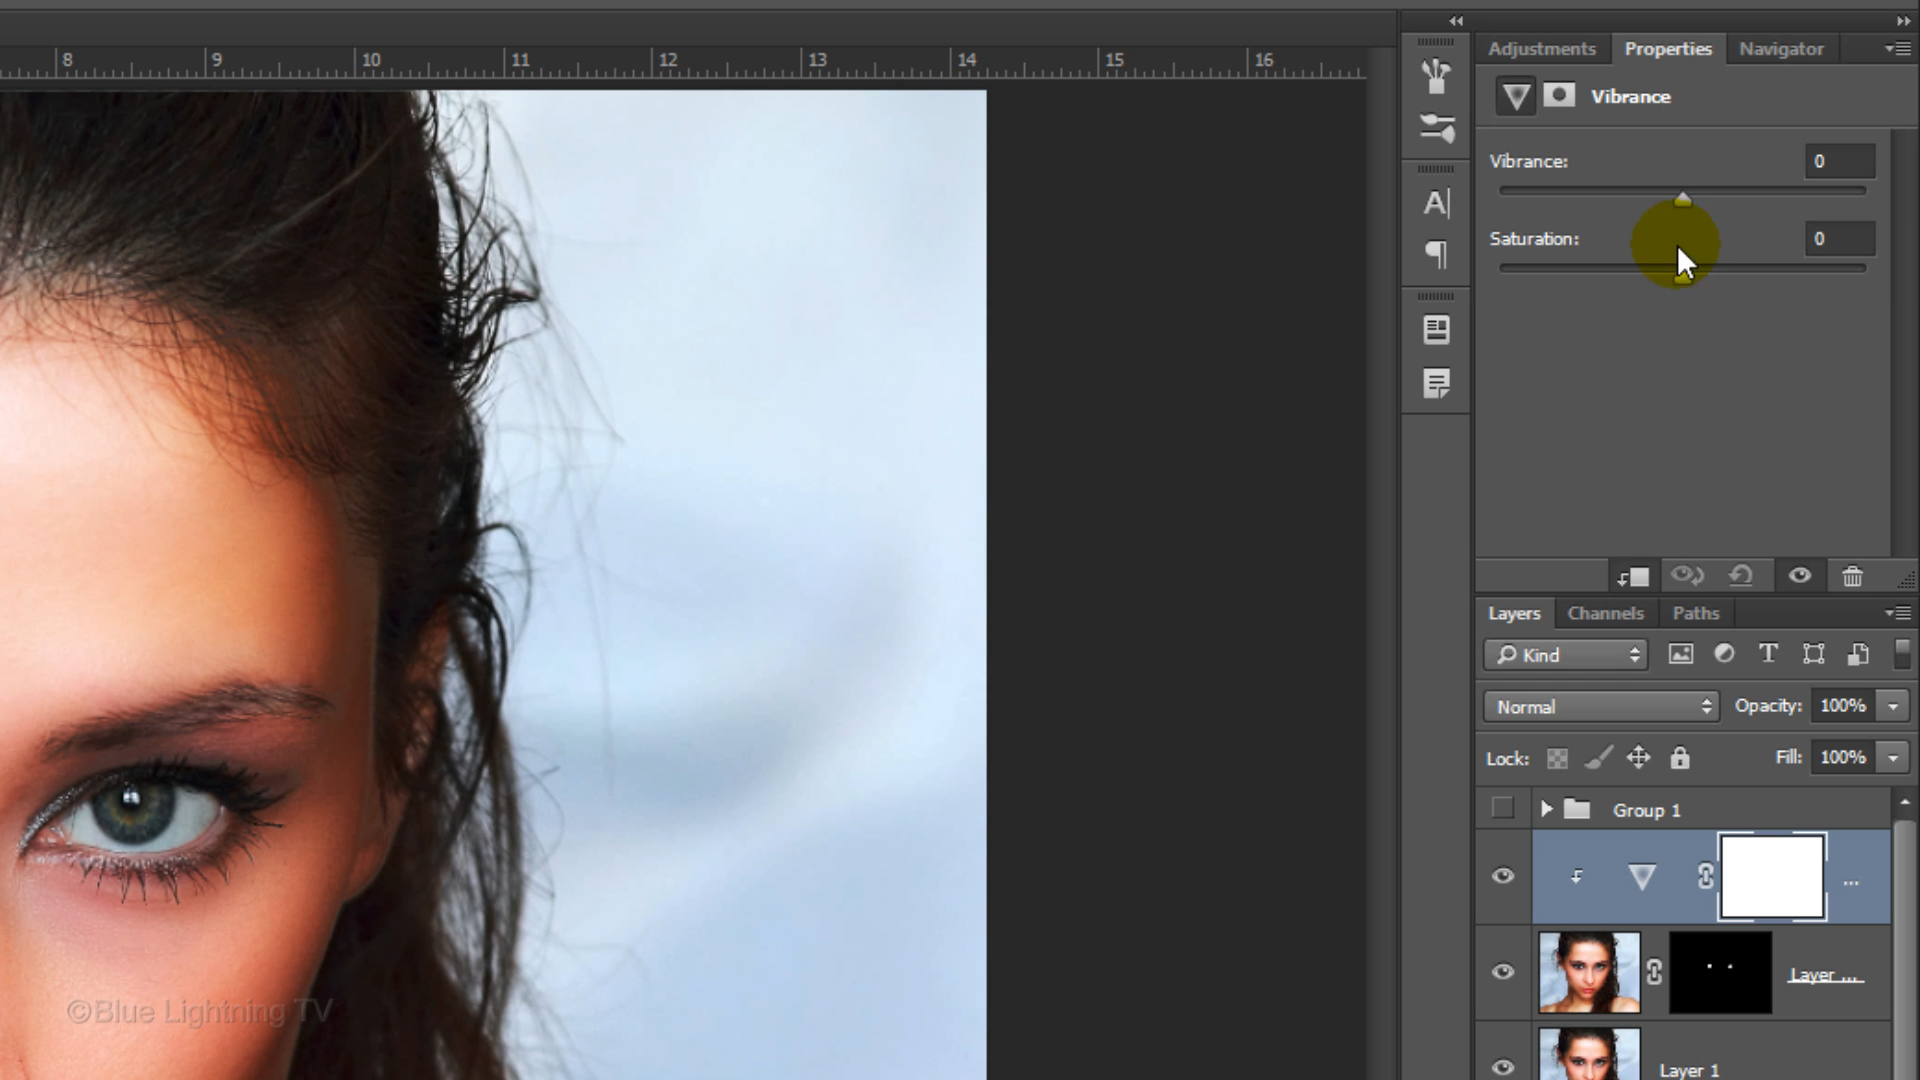 8 9 10 11 12 13 14 15 16
Adjustments Properties Navigator
Vibrance
Vibrance: 0
Saturation: 0
Layers Channels Paths
Kind T
Normal Opacity: 100%
Lock: Fill: 100%
Group 1
...
Layer ...
Layer 1
©Blue Lightning TV